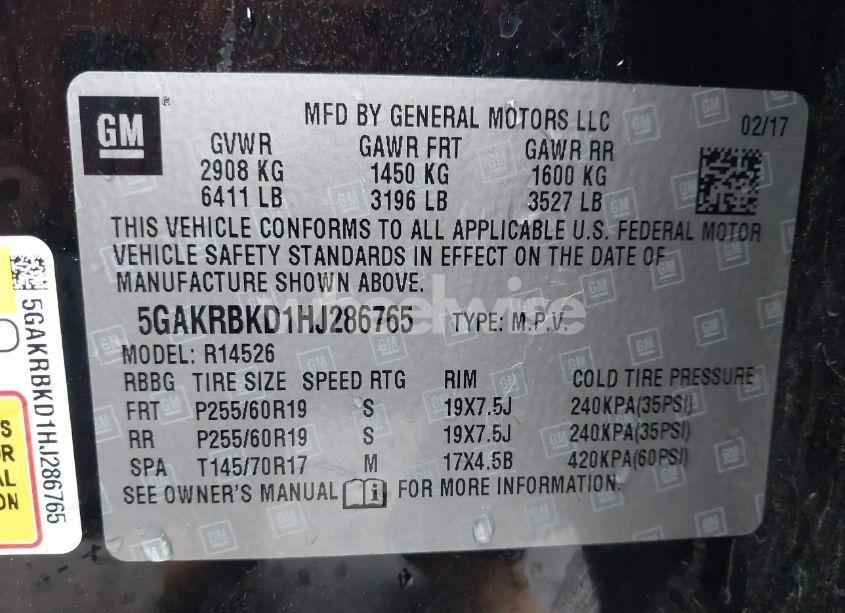 GM
MFD BY GENERAL MOTORS LLC 02/17
GVWR GAWR FRT GAWR RR
2908 KG 1450 KG 1600 KG
6411 LB 3196 LB 3527 LB
THIS VEHICLE CONFORMS TO ALL APPLICABLE U.S. FEDERAL MOTOR
VEHICLE SAFETY STANDARDS IN EFFECT ON THE DATE OF
MANUFACTURE SHOWN ABOVE.
5GAKRBKD1HJ286765 TYPE: M.P.V.
MODEL: R14526
RBBG TIRE SIZE SPEED RTG RIM COLD TIRE PRESSURE
FRT P255/60R19 S 19X7.5J 240KPA(35PSI)
RR P255/60R19 S 19X7.5J 240KPA(35PSI)
SPA T145/70R17 M 17X4.5B 420KPA(60PSI)
SEE OWNER'S MANUAL i FOR MORE INFORMATION.
5GAKRBKD1HJ286765